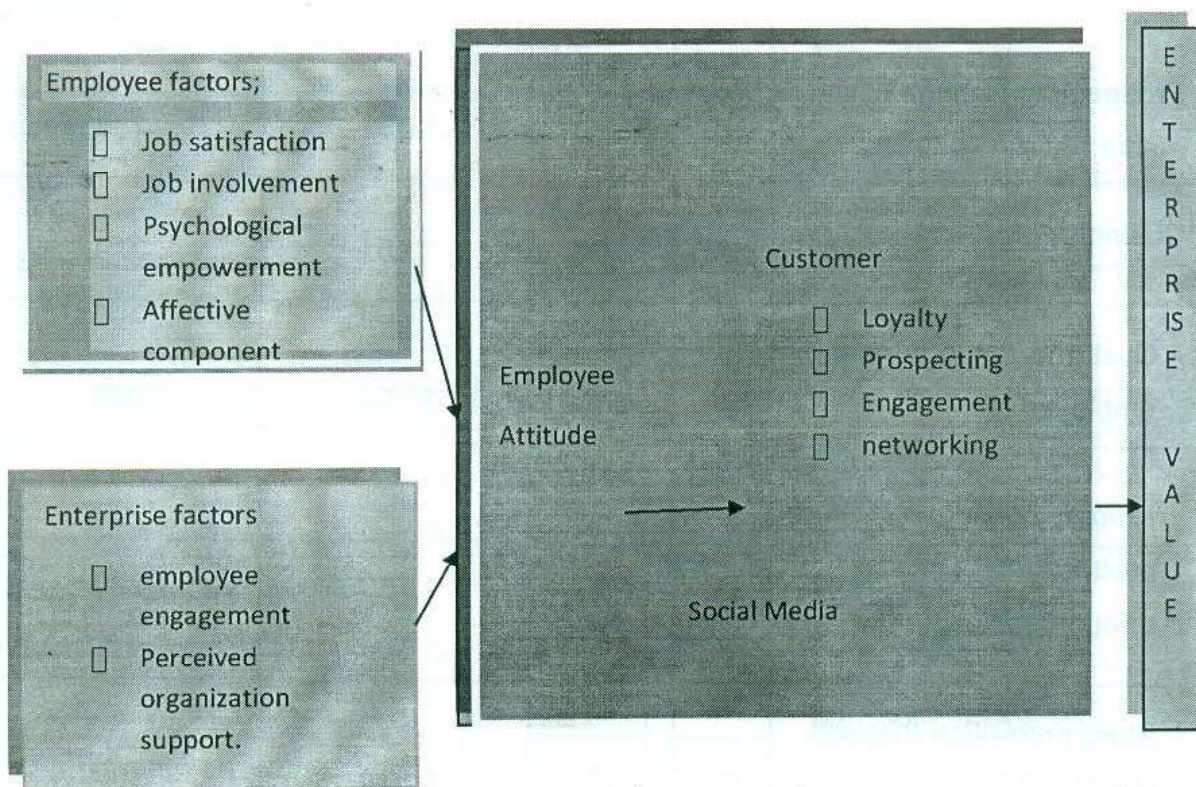 Employee factors;
Job satisfaction
Job involvement
Psychological
empowerment
Affective
component
Enterprise factors
employee
engagement
Perceived
organization
support.
Employee
Attitude
Customer
Loyalty
Prospecting
Engagement
networking
Social Media
E
N
T
E
R
P
R
IS
E
V
A
L
U
E